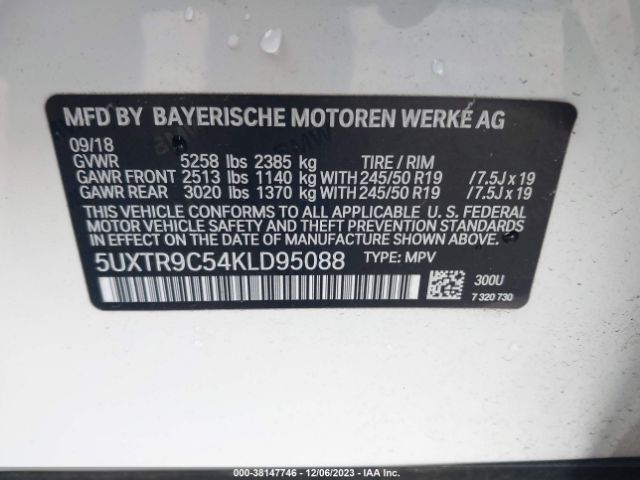 MFD BY BAYERISCHE MOTOREN WERKE AG
09/18
GVWR 5258 lbs 2385 kg TIRE / RIM
GAWR FRONT 2513 lbs 1140 kg WITH 245/50 R19 /7.5J x 19
GAWR REAR 3020 lbs 1370 kg WITH 245/50 R19 /7.5J x 19
THIS VEHICLE CONFORMS TO ALL APPLICABLE U. S. FEDERAL
MOTOR VEHICLE SAFETY AND THEFT PREVENTION STANDARDS IN
EFFECT ON THE DATE OF MANUFACTURE SHOWN ABOVE.
5UXTR9C54KLD95088 TYPE: MPV
300U
7 320 730
000-38147746 - 12/06/2023 - IAA Inc.